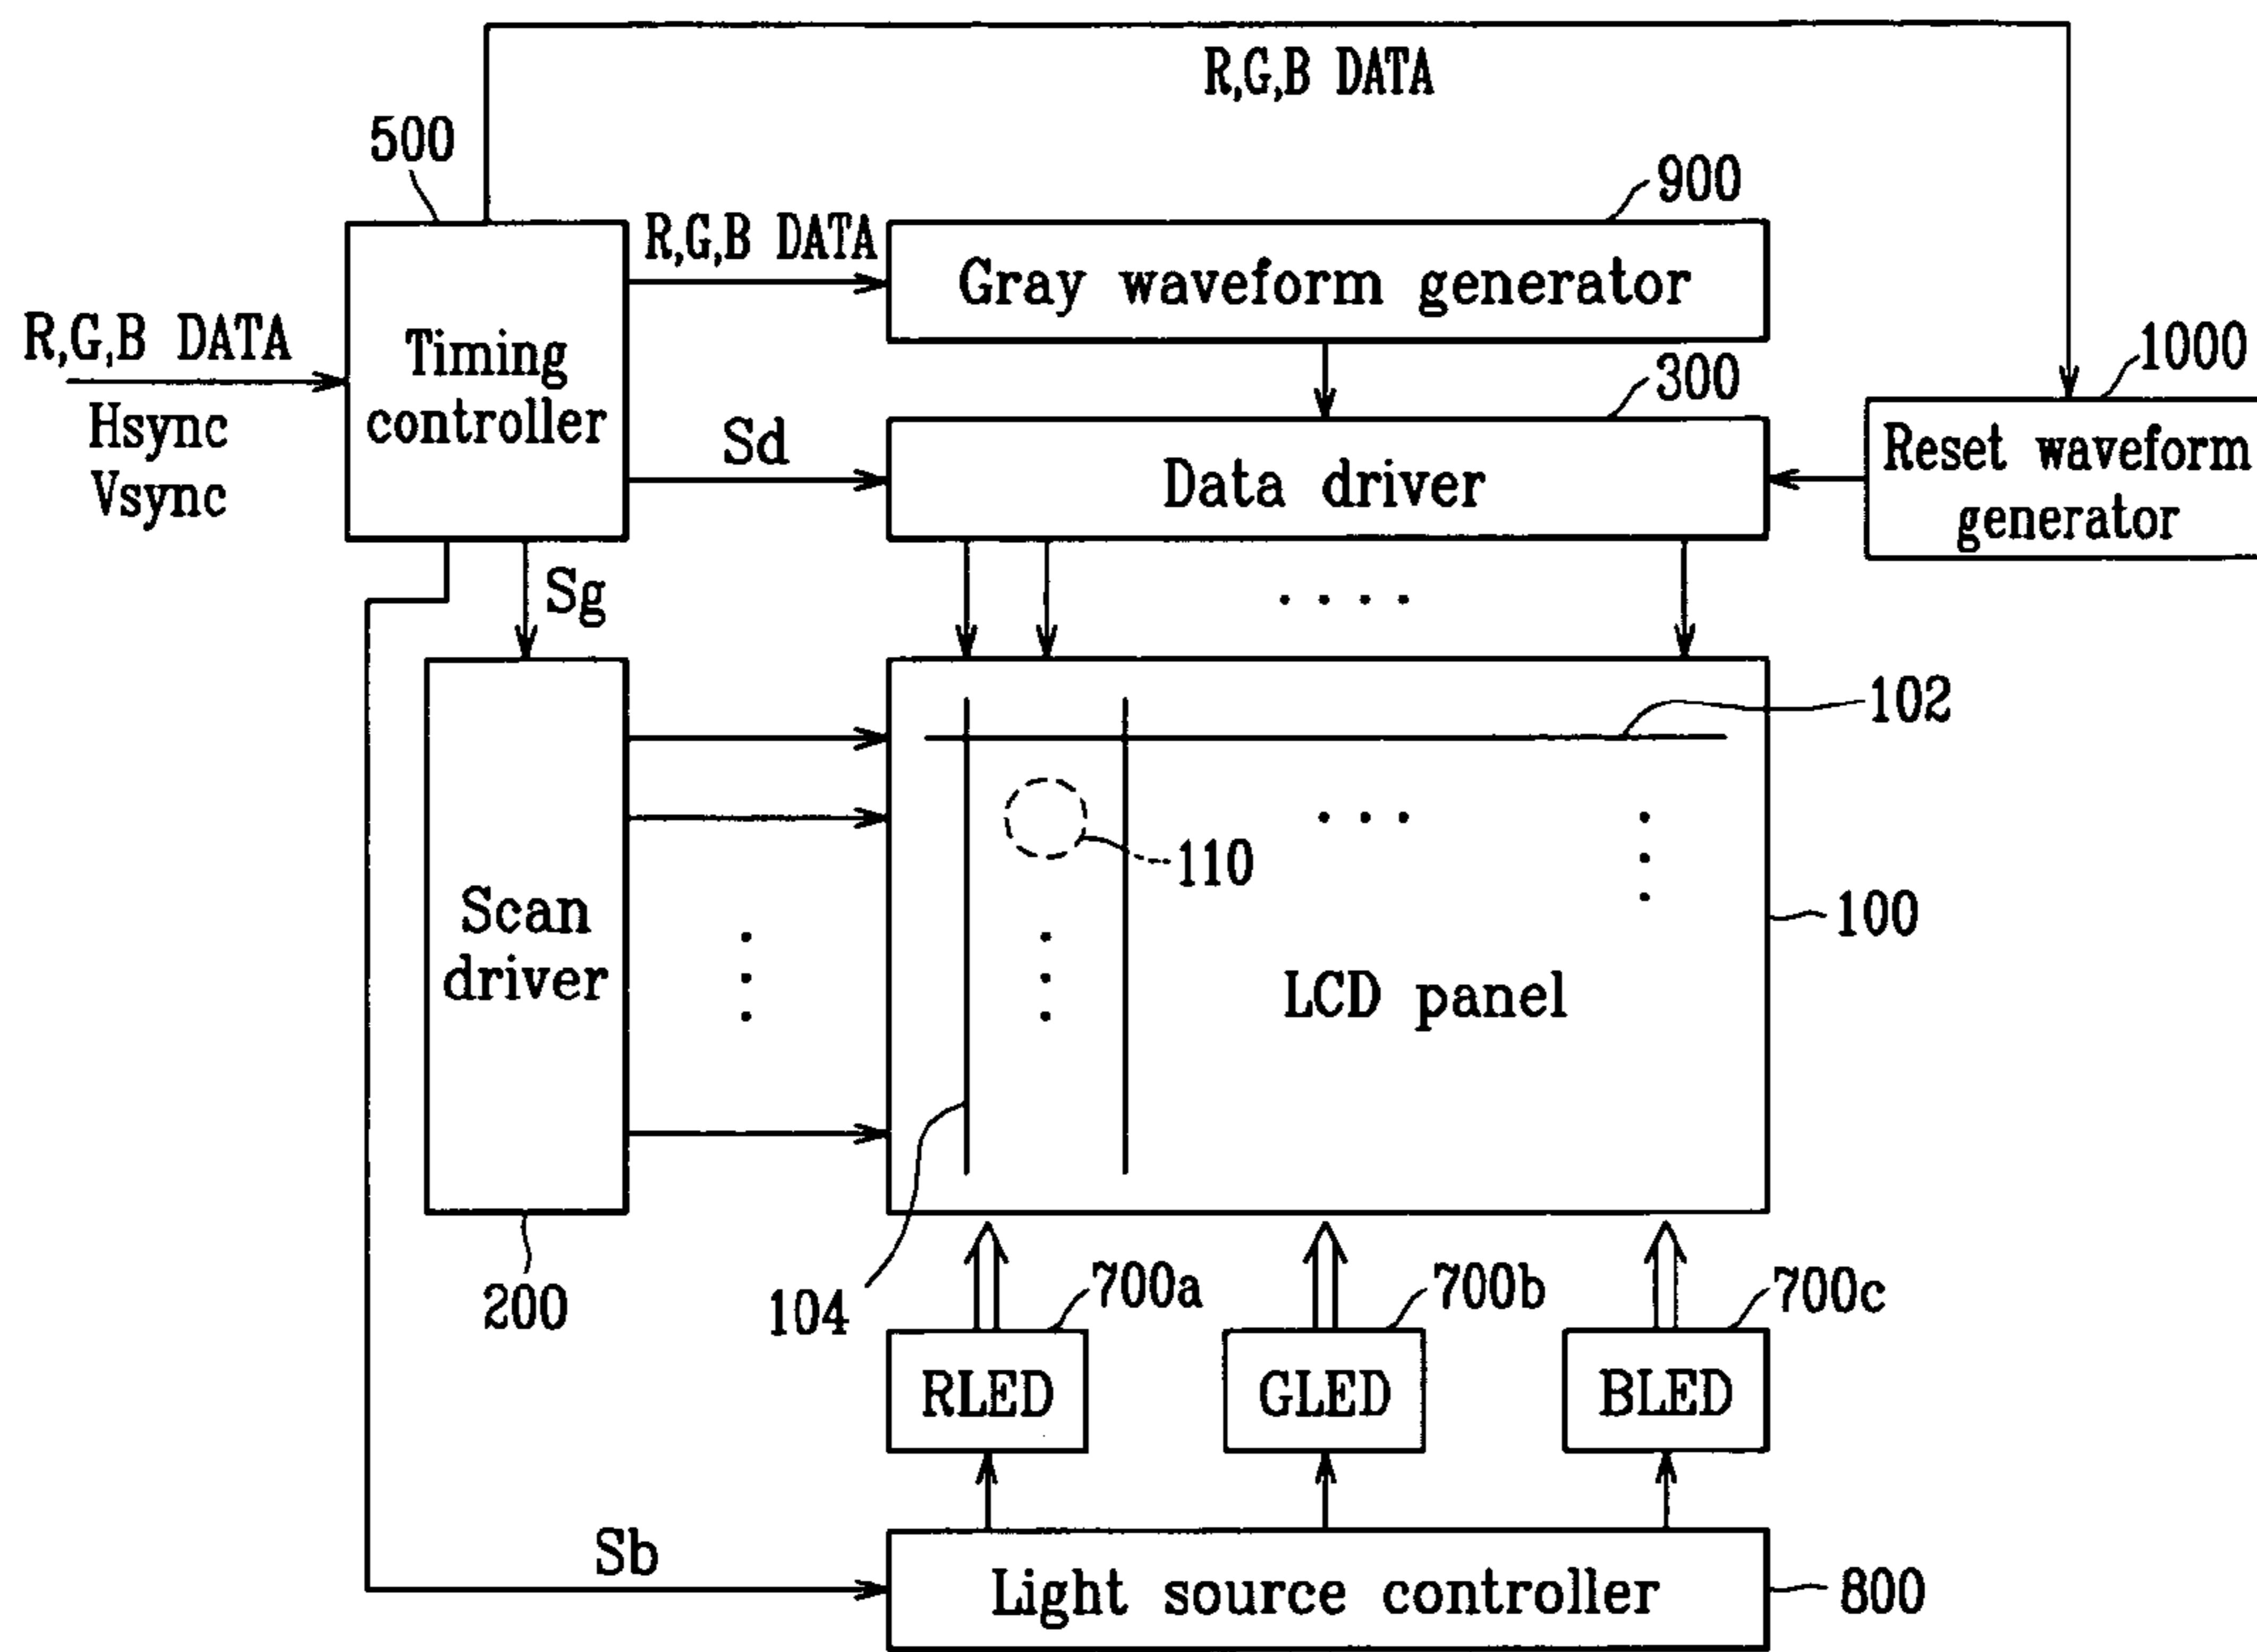 R,G,B DATA
500
900
R,G,B DATA
Gray waveform generator
R,G,B DATA
Hsync
Vsync
Timing
controller
1000
300
Sd
Data driver
Reset waveform
generator
Sg
102
110
Scan
driver
100
LCD panel
200
104
700a
700b
700c
RLED
GLED
BLED
Sb
Light source controller
800